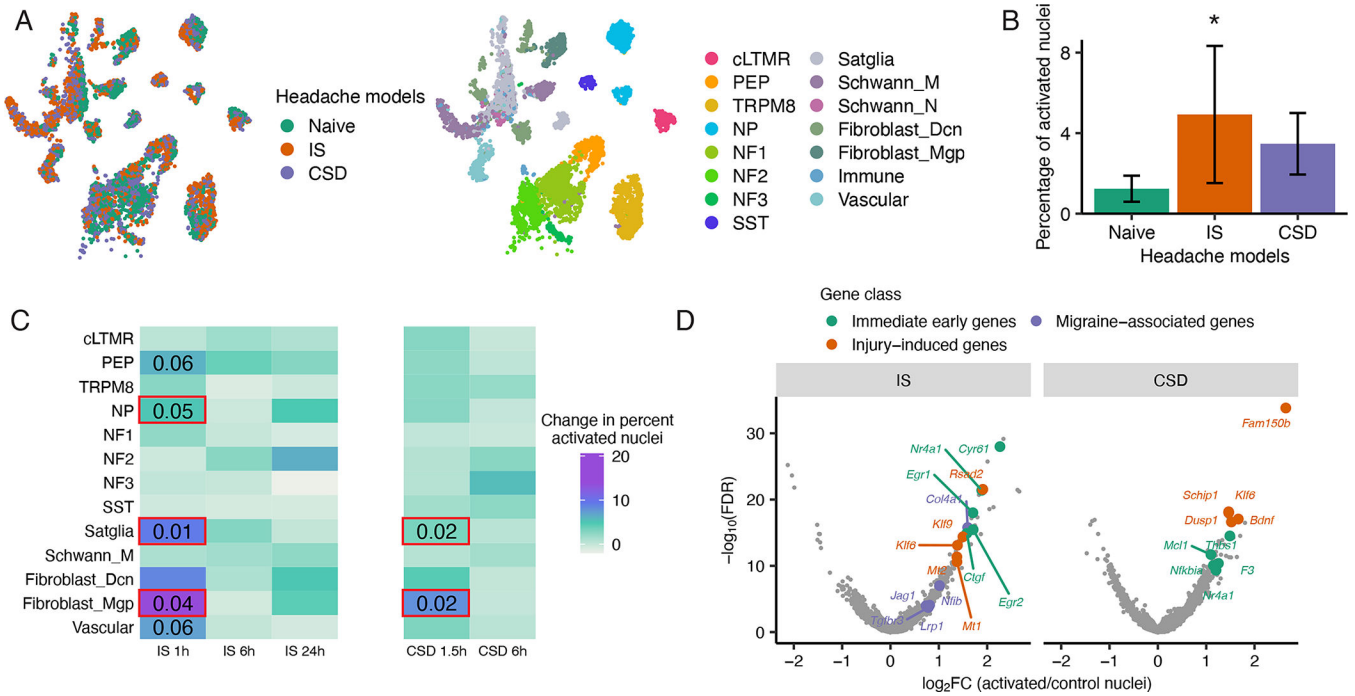 A
Headache models
Naive
IS
CSD
cLTMR
PEP
TRPM8
NP
NF1
NF2
NF3
SST
Satglia
Schwann_M
Schwann_N
Fibroblast_Dcn
Fibroblast_Mgp
Immune
Vascular
B
Percentage of activated nuclei
8
4
0
*
Naive IS CSD
Headache models
C
cLTMR
PEP 0.06
TRPM8
NP 0.05
NF1
NF2
NF3
SST
Satglia 0.01 0.02
Schwann_M
Fibroblast_Dcn
Fibroblast_Mgp 0.04 0.02
Vascular 0.06
IS 1h IS 6h IS 24h CSD 1.5h CSD 6h
Change in percent
activated nuclei
20
10
0
D
Gene class
Immediate early genes
Injury-induced genes
Migraine-associated genes
IS
CSD
-log10(FDR)
30
20
10
0
Nr4a1
Cyr61
Egr1
Rsad2
Col4a1
Klf9
Klf6
Mt2
Ctgf
Egr2
Jag1
Nfib
Tgfbr3
Lrp1
Mt1
Fam150b
Schip1
Klf6
Dusp1
Bdnf
Mcl1
Thbs1
Nfkbia
F3
Nr4a1
−2 −1 0 1 2
−2 −1 0 1 2
log2FC (activated/control nuclei)